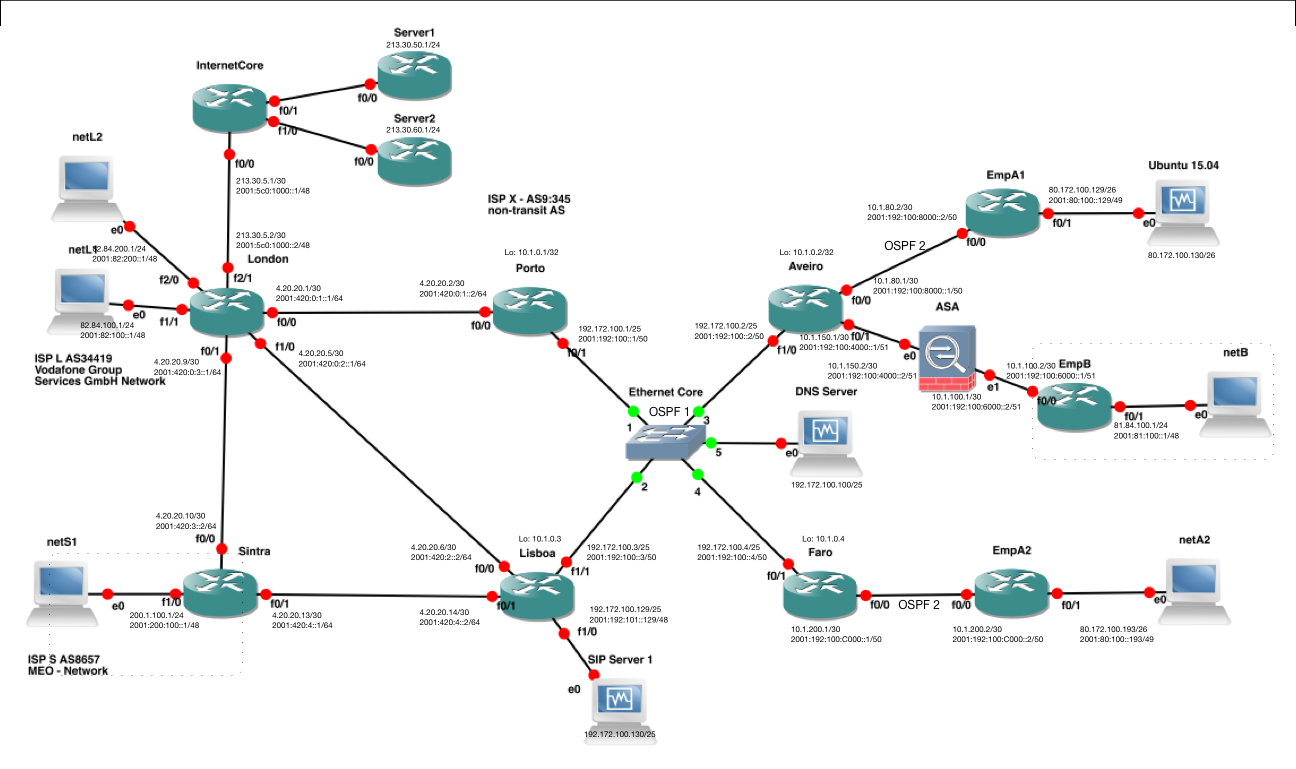 Server1
213.30.50.1/24
InternetCore
f0/1
f0/0
f1/0
Server2
213.30.60.1/24
f0/0
f0/0
213.30.5.1/30
2001:5c0:1000::1/48
netL2
e0
82.84.200.1/24
2001:82:200::1/48
f2/0
213.30.5.2/30
2001:5c0:1000::2/48
London
f2/1
netL1
e0
f1/1
82.84.100.1/24
2001:82:100::1/48
4.20.20.1/30
2001:420:0:1::1/64
f0/0
f1/0
4.20.20.5/30
2001:420:0:2::1/64
f0/1
4.20.20.9/30
2001:420:0:3::1/64
ISP L AS34419
Vodafone Group
Services GmbH Network
ISP X - AS9:345
non-transit AS
Lo: 10.1.0.1/32
Porto
4.20.20.2/30
2001:420:0:1::2/64
f0/0
f0/1
192.172.100.1/25
2001:192:100::1/50
Ethernet Core
OSPF 1
1
3
5
2
4
Lo: 10.1.0.2/32
Aveiro
192.172.100.2/25
2001:192:100::2/50
f1/0
f0/0
10.1.80.1/30
2001:192:100:8000::1/50
OSPF 2
10.1.80.2/30
2001:192:100:8000::2/50
EmpA1
f0/0
f0/1
80.172.100.129/26
2001:80:100::129/49
Ubuntu 15.04
e0
80.172.100.130/26
f0/1
10.1.150.1/30
2001:192:100:4000::1/51
ASA
e0
10.1.150.2/30
2001:192:100:4000::2/51
e1
10.1.100.1/30
2001:192:100:6000::2/51
10.1.100.2/30
2001:192:100:6000::1/51
EmpB
f0/0
f0/1
81.84.100.1/24
2001:81:100::1/48
netB
e0
DNS Server
e0
192.172.100.100/25
4.20.20.10/30
2001:420:3::2/64
f0/0
Sintra
netS1
e0
f1/0
200.1.100.1/24
2001:200:100::1/48
f0/1
4.20.20.13/30
2001:420:4::1/64
ISP S AS8657
MEO - Network
Lo: 10.1.0.3
Lisboa
4.20.20.6/30
2001:420:2::2/64
f0/0
f0/1
4.20.20.14/30
2001:420:4::2/64
f1/1
192.172.100.3/25
2001:192:100::3/50
192.172.100.129/25
2001:192:101::129/48
f1/0
SIP Server 1
e0
192.172.100.130/25
Lo: 10.1.0.4
Faro
192.172.100.4/25
2001:192:100::4/50
f0/1
f0/0
10.1.200.1/30
2001:192:100:C000::1/50
OSPF 2
EmpA2
f0/0
f0/1
10.1.200.2/30
2001:192:100:C000::2/50
80.172.100.193/26
2001:80:100::193/49
netA2
e0